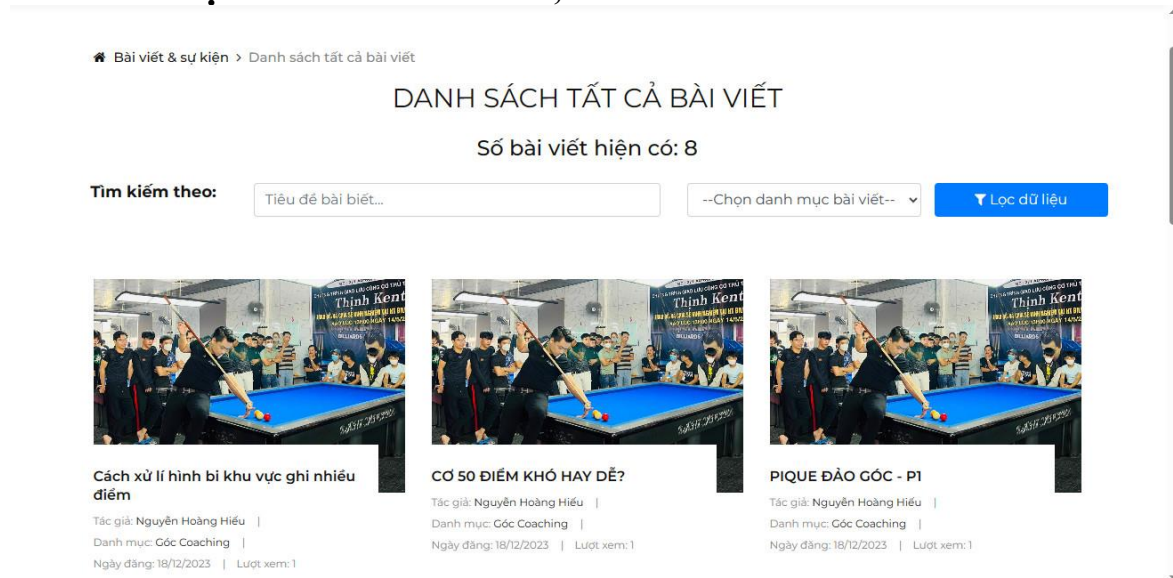 Bài viết & sự kiện > Danh sách tất cả bài viết
DANH SÁCH TẤT CẢ BÀI VIẾT
Số bài viết hiện có: 8
Tìm kiếm theo:
Tiêu đề bài biết...
--Chọn danh mục bài viết--
Lọc dữ liệu
Thịnh Kent
Thịnh Kent
Thịnh Kent
Cách xử lí hình bi khu vực ghi nhiều
điểm
Tác giả: Nguyễn Hoàng Hiếu |
Danh mục: Góc Coaching |
Ngày đăng: 18/12/2023 | Lượt xem: 1
CƠ 50 ĐIỂM KHÓ HAY DỄ?
Tác giả: Nguyễn Hoàng Hiếu |
Danh mục: Góc Coaching |
Ngày đăng: 18/12/2023 | Lượt xem: 1
PIQUE ĐẢO GÓC - P1
Tác giả: Nguyễn Hoàng Hiếu |
Danh mục: Góc Coaching |
Ngày đăng: 18/12/2023 | Lượt xem: 1